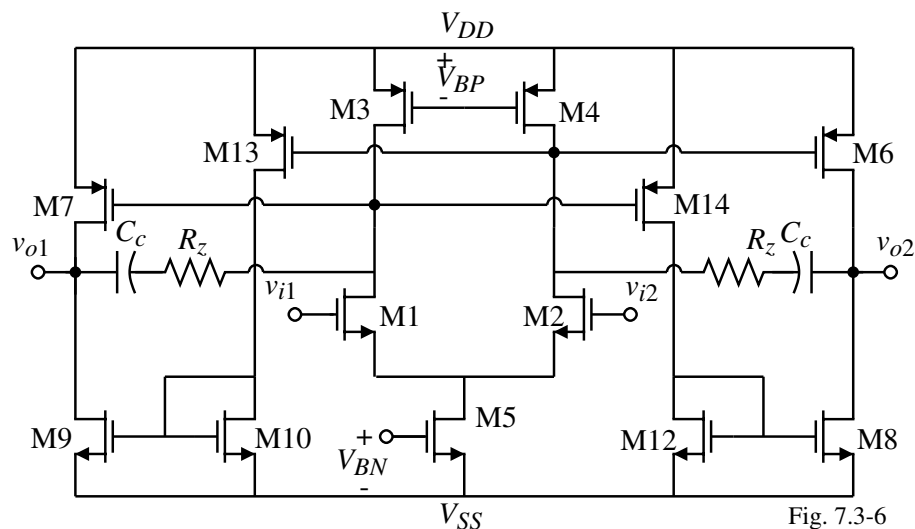 V_DD
+
V_BP
-
M3
M4
M13
M6
M7
M14
C_c
R_z
R_z
C_c
v_o1
v_o2
v_i1
v_i2
M1
M2
M5
M9
M10
M12
M8
+
V_BN
-
V_SS
Fig. 7.3-6